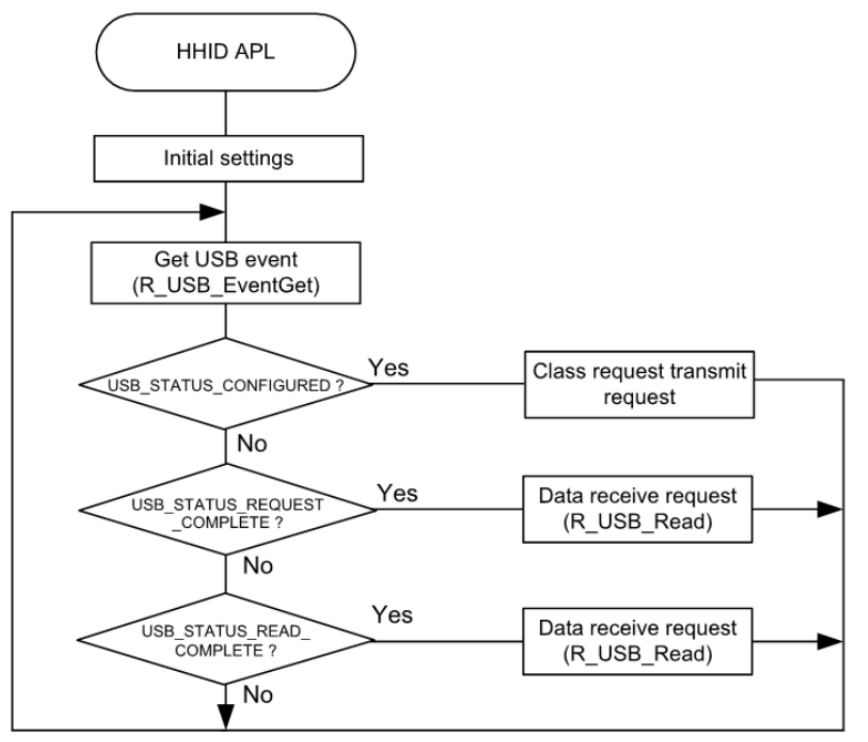 HHID APL
Initial settings
Get USB event
(R_USB_EventGet)
USB_STATUS_CONFIGURED ?
Yes
Class request transmit
request
No
USB_STATUS_REQUEST
_COMPLETE ?
Yes
Data receive request
(R_USB_Read)
No
USB_STATUS_READ_
COMPLETE ?
Yes
Data receive request
(R_USB_Read)
No